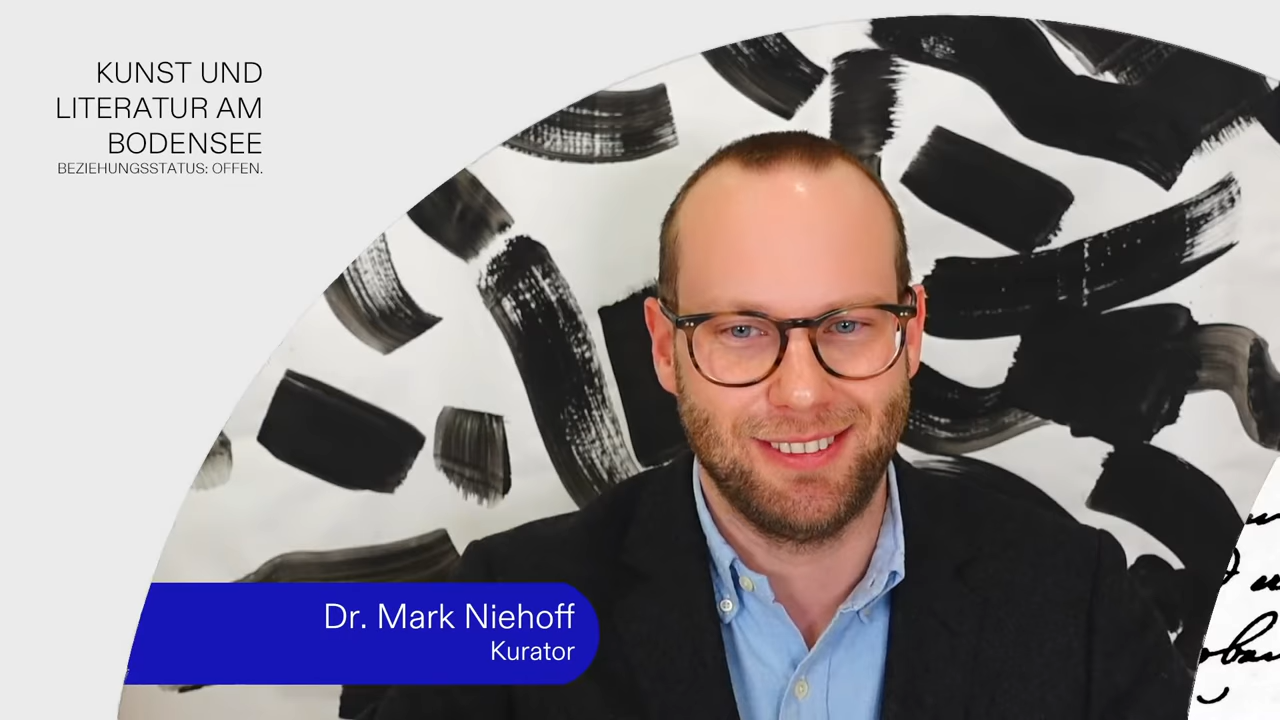 KUNST UND
LITERATUR AM
BODENSEE
BEZIEHUNGSSTATUS: OFFEN.
Dr. Mark Niehoff
Kurator